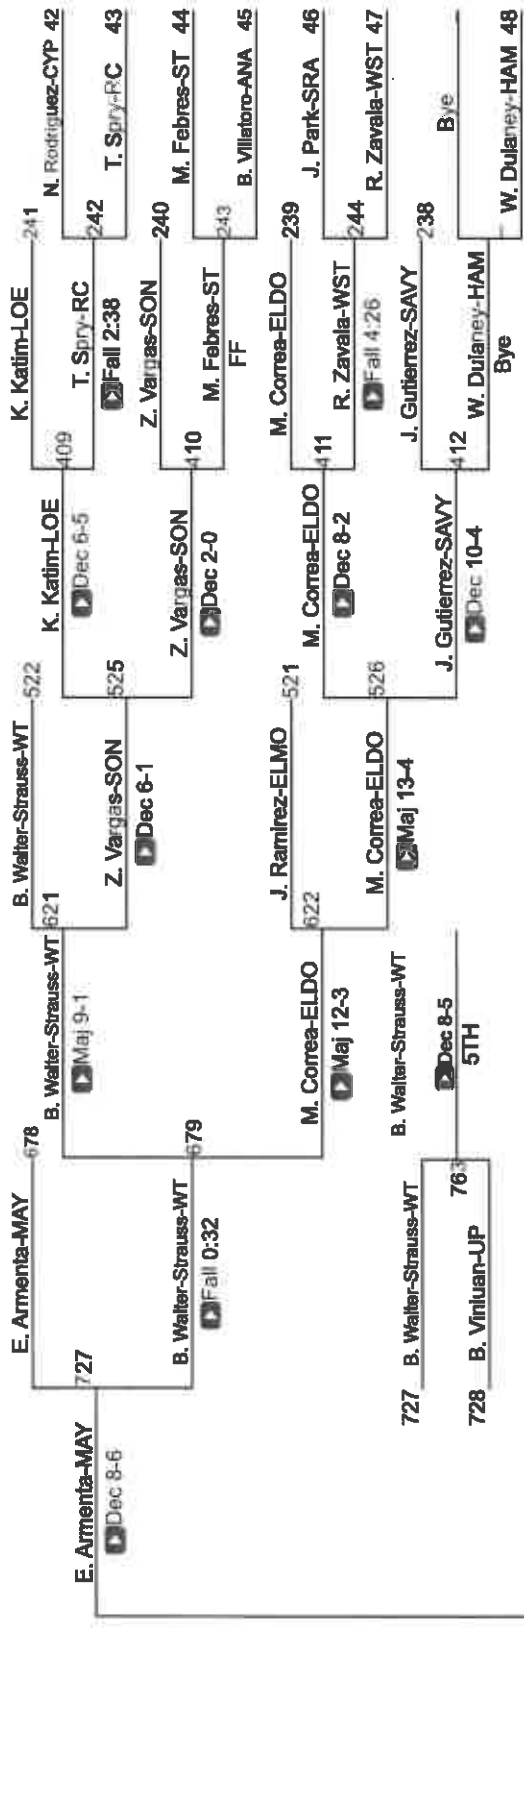 N. Rodriguez-CYP 42
T. Spry-RC 43
M. Febres-ST 44
B. Villatoro-ANA 45
J. Park-SRA 46
R. Zavala-WST 47
Bye
W. Dulaney-HAM 48
K. Katim-LOE 241
T. Spry-RC 242
Fall 2:38
Z. Vargas-SON 240
M. Febres-ST 243
FF
M. Correa-ELDO 239
R. Zavala-WST 244
Fall 4:26
J. Gutierrez-SAVY 238
W. Dulaney-HAM
Bye
K. Katim-LOE 409
Dec 6-5
Z. Vargas-SON 410
Dec 2-0
M. Correa-ELDO 411
Dec 8-2
J. Gutierrez-SAVY 412
Dec 10-4
B. Walter-Strauss-WT 522
Z. Vargas-SON 525
Dec 6-1
J. Ramirez-ELMO 521
M. Correa-ELDO 526
Maj 13-4
B. Walter-Strauss-WT 621
Maj 9-1
M. Correa-ELDO 622
Maj 12-3
E. Armenta-MAY 678
B. Walter-Strauss-WT 679
Fall 0:32
E. Armenta-MAY 727
Dec 8-6
727 B. Walter-Strauss-WT
728 B. Viniuan-UP
763
B. Walter-Strauss-WT
Dec 8-5
5TH